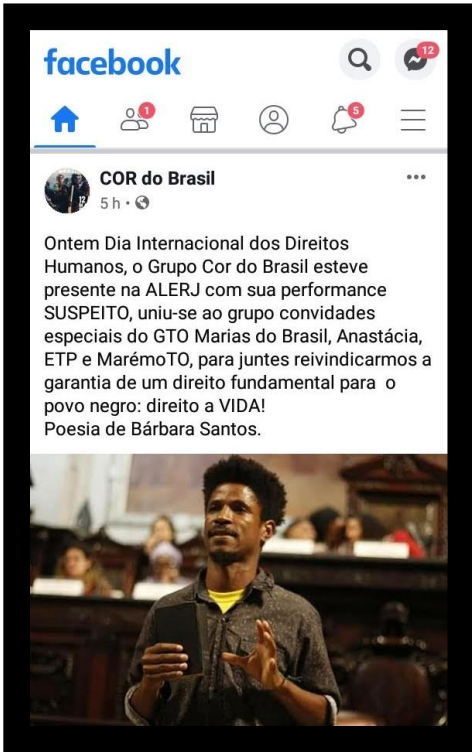 facebook
12
1
5
COR do Brasil
5 h •
Ontem Dia Internacional dos Direitos
Humanos, o Grupo Cor do Brasil esteve
presente na ALERJ com sua performance
SUSPEITO, uniu-se ao grupo convidades
especiais do GTO Marias do Brasil, Anastácia,
ETP e MarémoTO, para juntes reivindicarmos a
garantia de um direito fundamental para o
povo negro: direito a VIDA!
Poesia de Bárbara Santos.